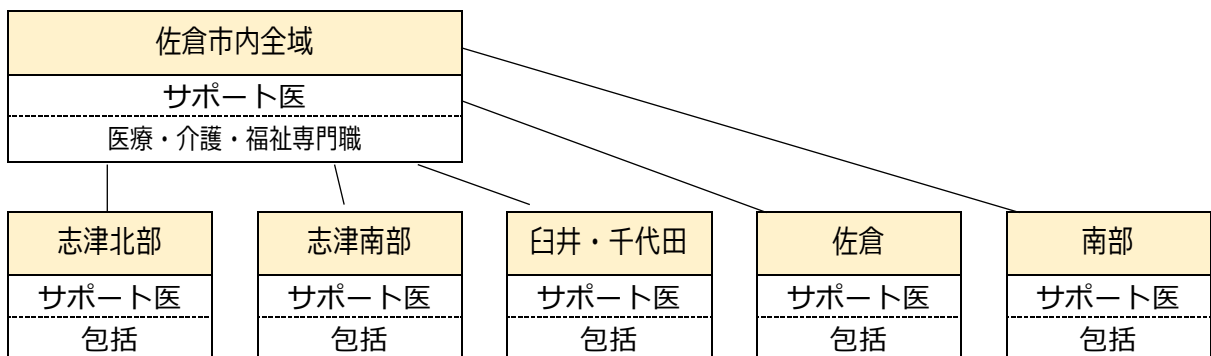 佐倉市内全域
サポート医
医療・介護・福祉専門職
志津北部
サポート医
包括
志津南部
サポート医
包括
臼井・千代田
サポート医
包括
佐倉
サポート医
包括
南部
サポート医
包括